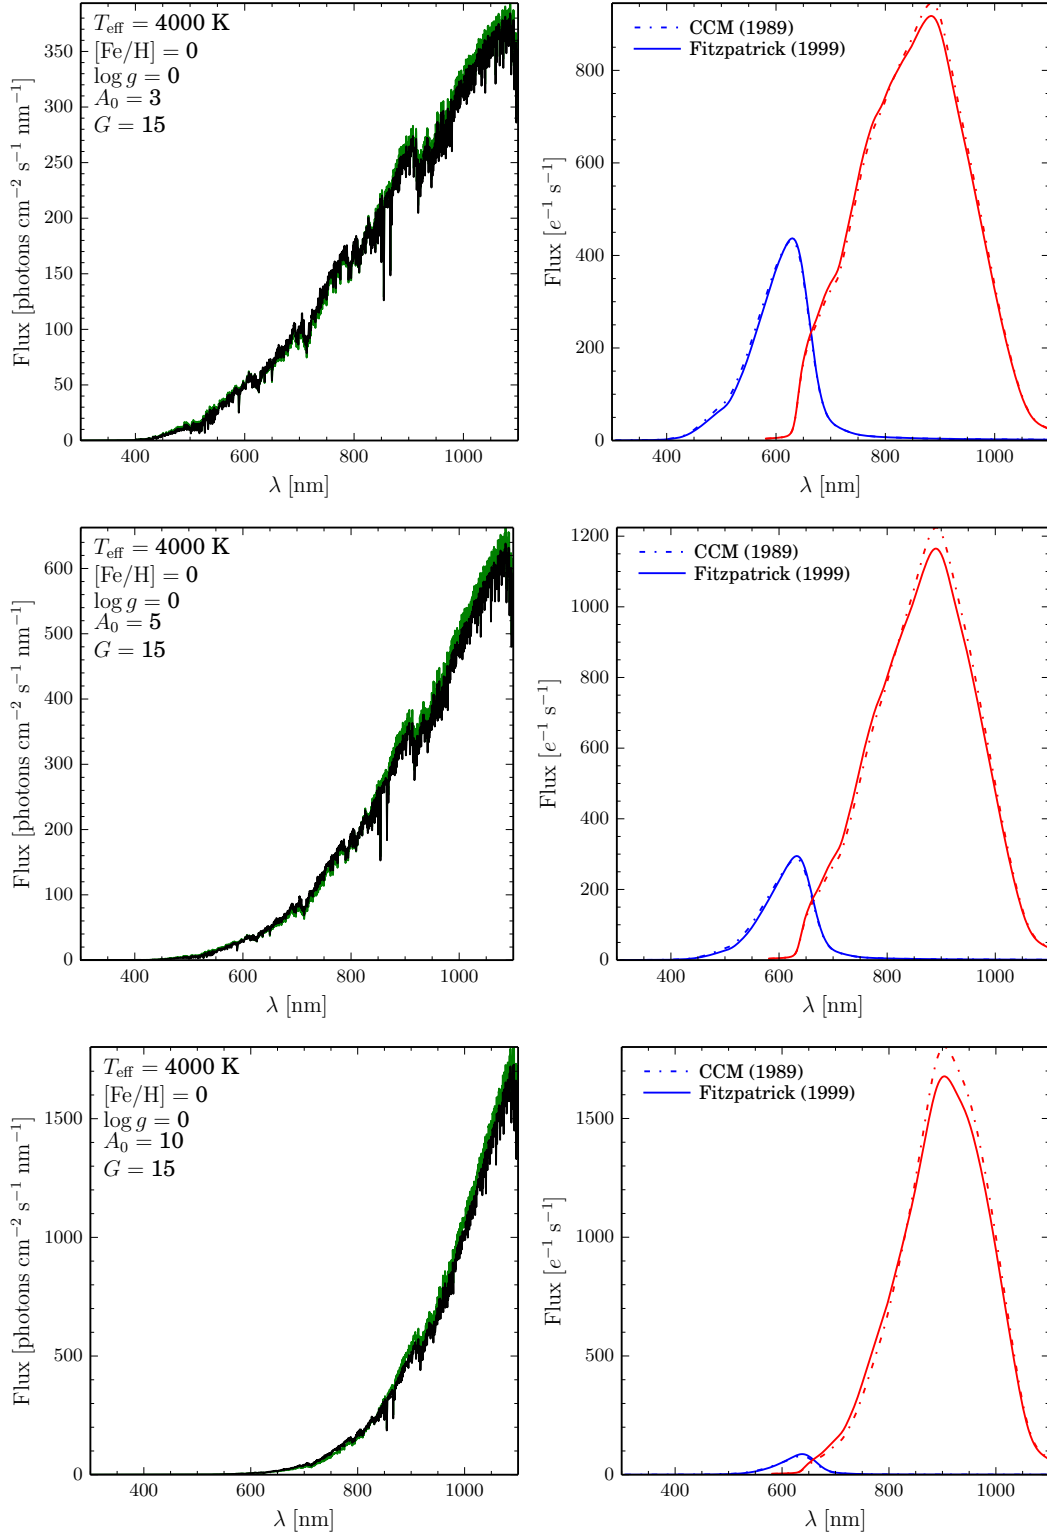 T_eff = 4000 K
[Fe/H] = 0
log g = 0
A_0 = 3
G = 15
Flux [photons cm^−2 s^−1 nm^−1]
350
300
250
200
150
100
50
0
400 600 800 1000
λ [nm]
CCM (1989)
Fitzpatrick (1999)
Flux [e^−1 s^−1]
800
600
400
200
0
400 600 800 1000
λ [nm]
T_eff = 4000 K
[Fe/H] = 0
log g = 0
A_0 = 5
G = 15
Flux [photons cm^−2 s^−1 nm^−1]
600
500
400
300
200
100
0
400 600 800 1000
λ [nm]
CCM (1989)
Fitzpatrick (1999)
Flux [e^−1 s^−1]
1200
1000
800
600
400
200
0
400 600 800 1000
λ [nm]
T_eff = 4000 K
[Fe/H] = 0
log g = 0
A_0 = 10
G = 15
Flux [photons cm^−2 s^−1 nm^−1]
1500
1000
500
0
400 600 800 1000
λ [nm]
CCM (1989)
Fitzpatrick (1999)
Flux [e^−1 s^−1]
1500
1000
500
0
400 600 800 1000
λ [nm]